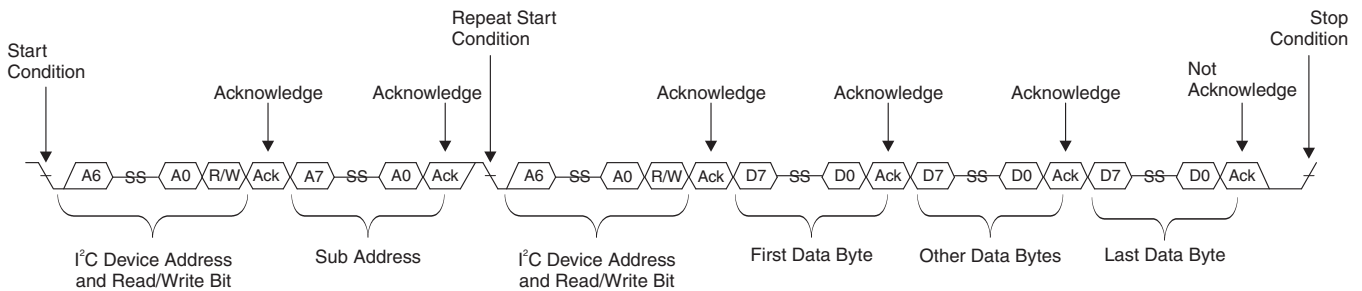 Repeat Start
Condition
Stop
Condition
Start
Condition
Not
Acknowledge
Acknowledge
Acknowledge
Acknowledge
Acknowledge
Acknowledge
A6 SS A0 R/W Ack A7 SS A0 Ack A6 SS A0 R/W Ack D7 SS D0 Ack D7 SS D0 Ack D7 SS D0 Ack
I²C Device Address
and Read/Write Bit
Sub Address
I²C Device Address
and Read/Write Bit
First Data Byte
Other Data Bytes
Last Data Byte